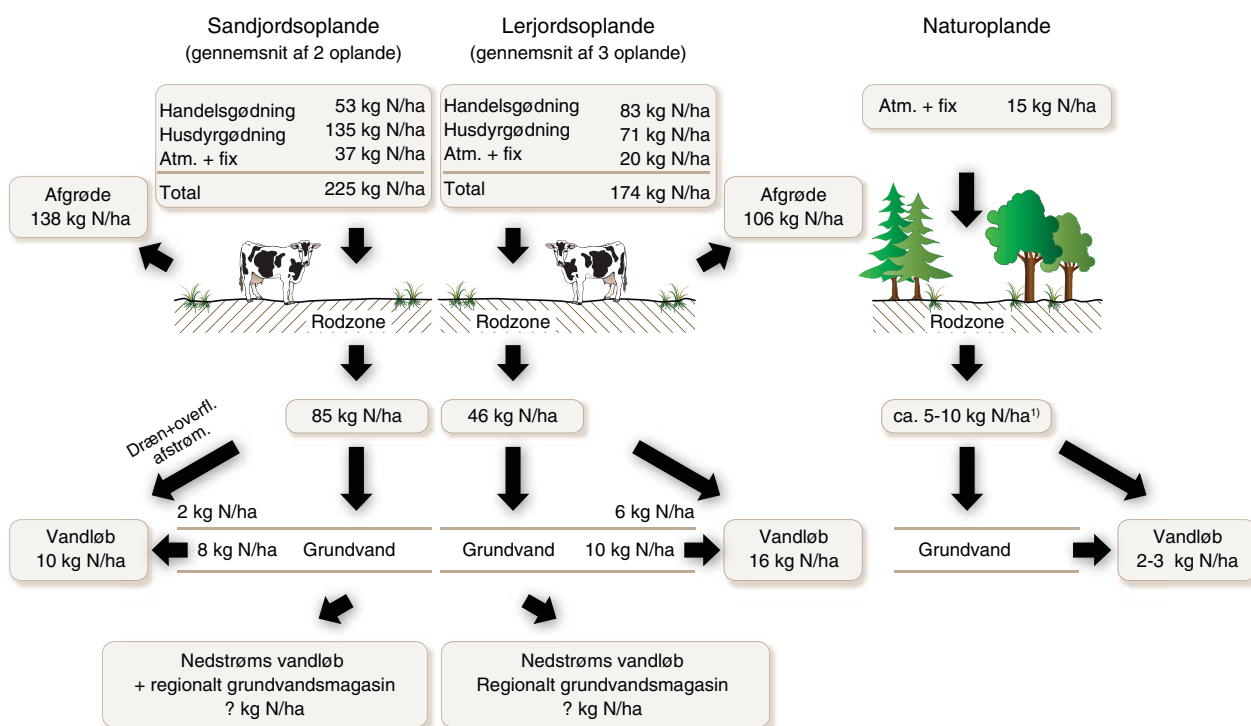 Sandjordsoplande
(gennemsnit af 2 oplande)
Lerjordsoplande
(gennemsnit af 3 oplande)
Naturoplande
Handelsgødning 53 kg N/ha
Husdyrgødning 135 kg N/ha
Atm. + fix 37 kg N/ha
Total 225 kg N/ha
Handelsgødning 83 kg N/ha
Husdyrgødning 71 kg N/ha
Atm. + fix 20 kg N/ha
Total 174 kg N/ha
Atm. + fix 15 kg N/ha
Afgrøde
138 kg N/ha
Afgrøde
106 kg N/ha
Rodzone
Rodzone
Rodzone
85 kg N/ha
46 kg N/ha
ca. 5-10 kg N/ha¹⁾
Dræn+overfl.
afstrøm.
2 kg N/ha
6 kg N/ha
Vandløb
10 kg N/ha
8 kg N/ha
Grundvand
Grundvand
10 kg N/ha
Vandløb
16 kg N/ha
Grundvand
Vandløb
2-3 kg N/ha
Nedstrøms vandløb
+ regionalt grundvandsmagasin
? kg N/ha
Nedstrøms vandløb
Regionalt grundvandsmagasin
? kg N/ha